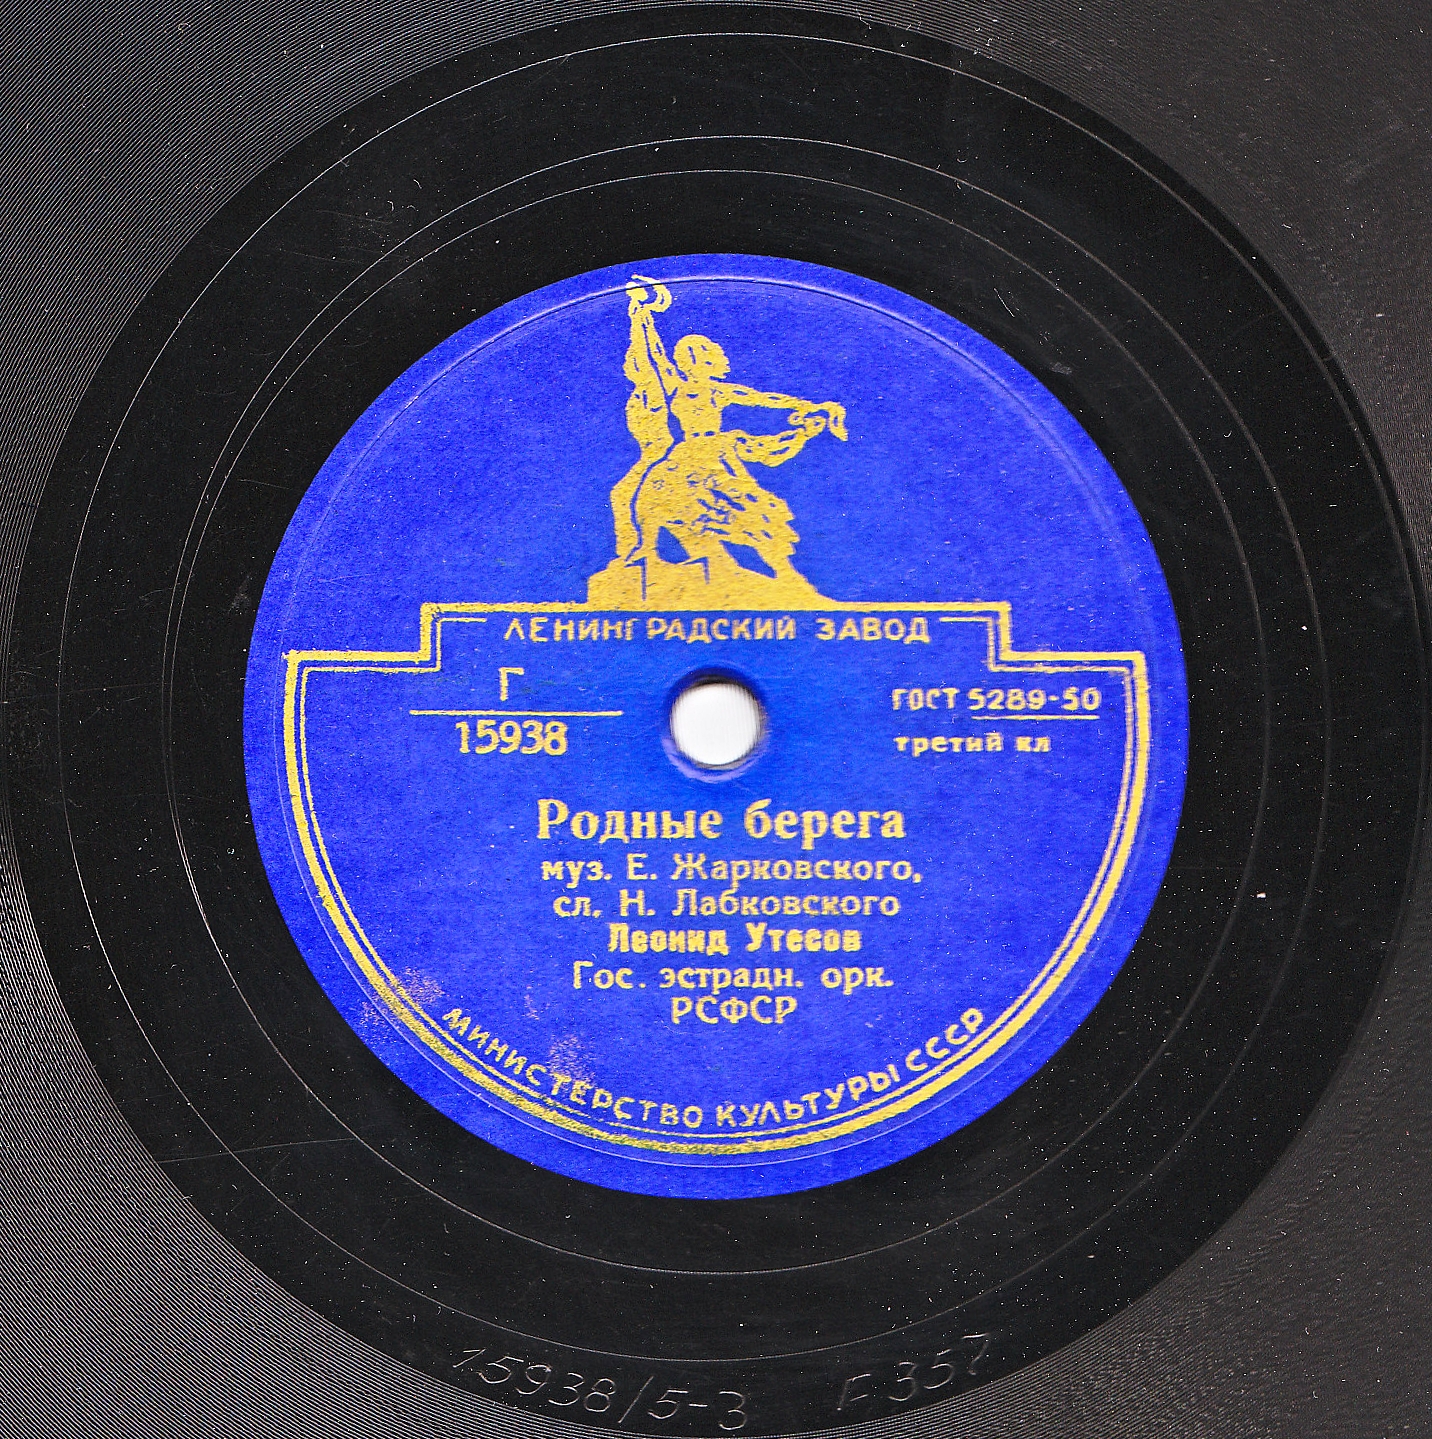 ЛЕНИНГРАДСКИЙ ЗАВОД
Г
15938
ГОСТ 5289-50
третий кл
Родные берега
муз. Е. Жарковского,
сл. Н. Лабковского
Леонид Утесов
Гос. эстрадн. орк.
РСФСР
МИНИСТЕРСТВО КУЛЬТУРЫ СССР
15938/5-3 F 357